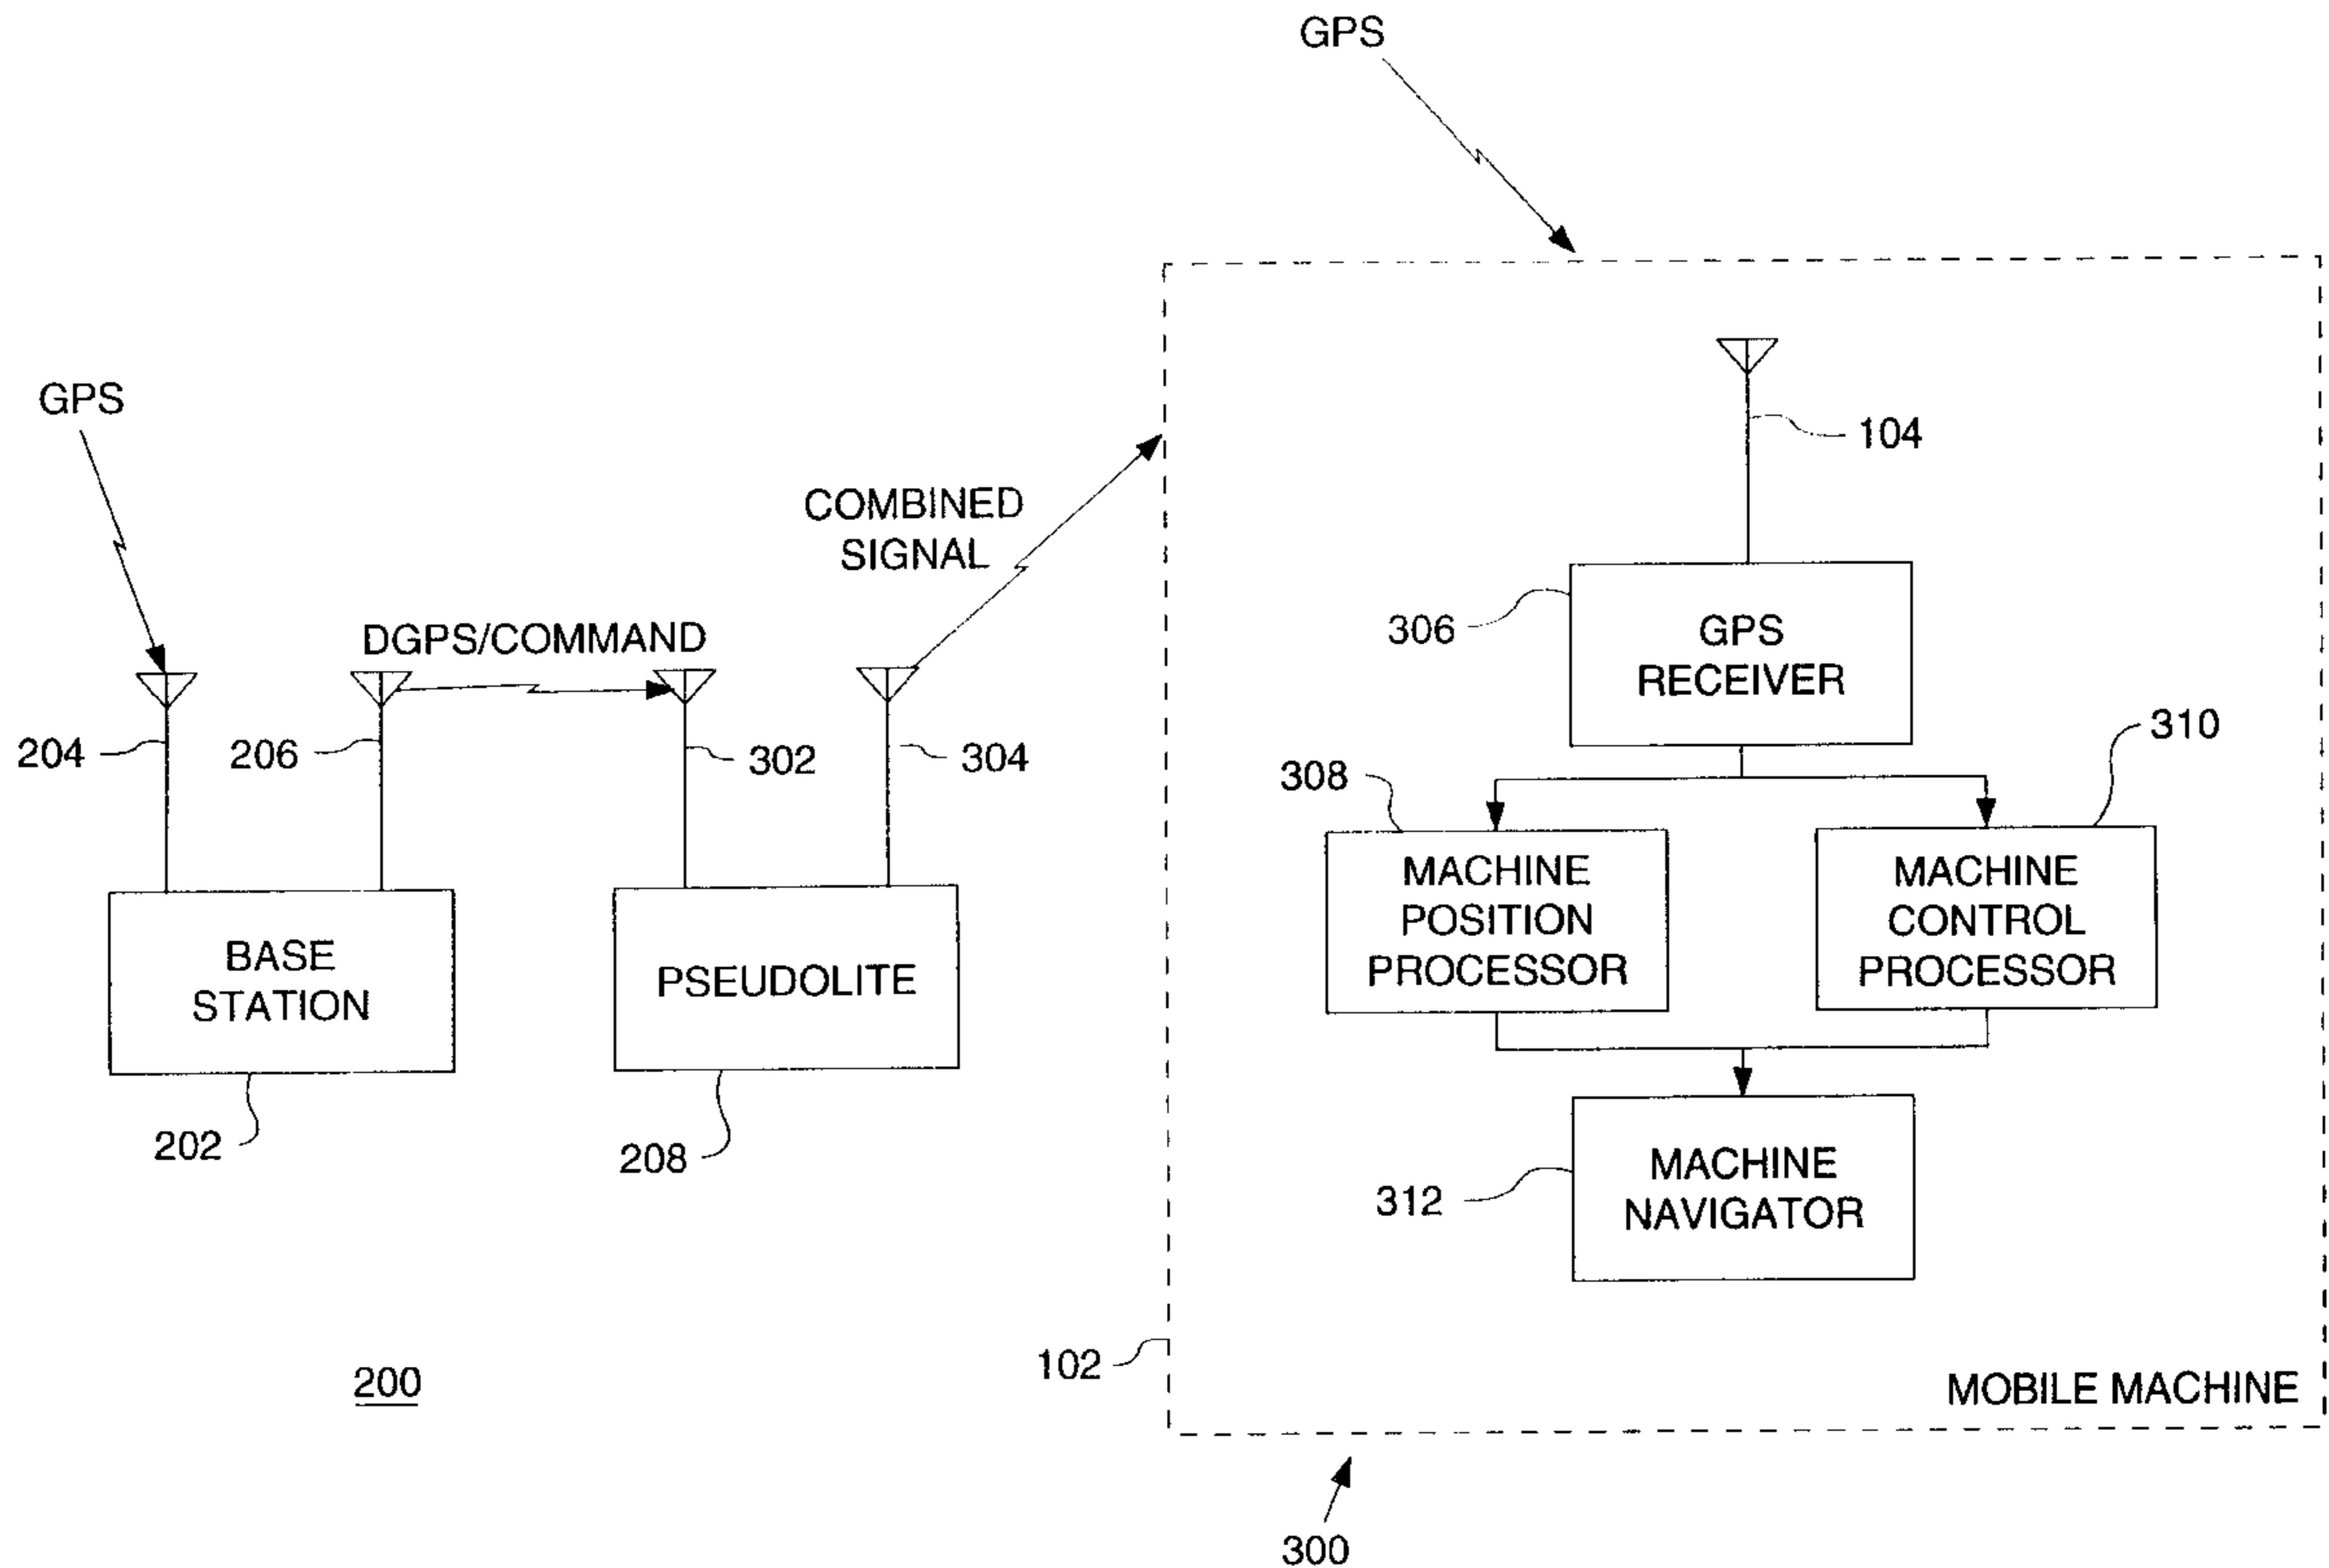 GPS
GPS
104
COMBINED
SIGNAL
DGPS/COMMAND
306
GPS
RECEIVER
204
206
302
304
310
308
MACHINE
POSITION
PROCESSOR
MACHINE
CONTROL
PROCESSOR
BASE
STATION
PSEUDOLITE
202
208
312
MACHINE
NAVIGATOR
102
200
MOBILE MACHINE
300